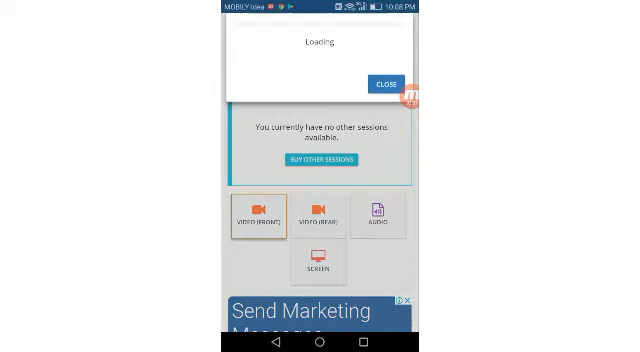 MOBILY Idea
10.08 PM
Loading
CLOSE
You currently have no other sessions
available.
BUY OTHER SESSIONS
VIDEO (FRONT)
VIDEO (REAR)
AUDIO
SCREEN
Send Marketing
Messages